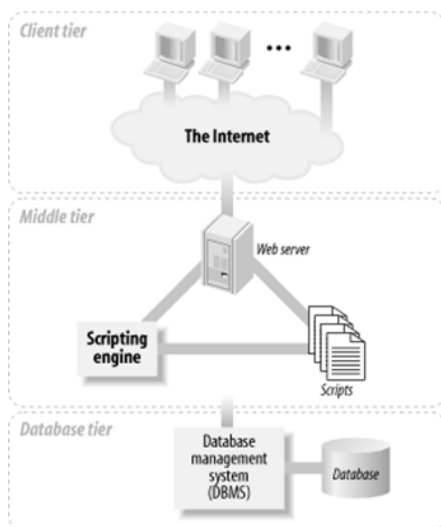 Client tier
The Internet
Middle tier
Web server
Scripting
engine
Scripts
Database tier
Database
management
system
(DBMS)
Database